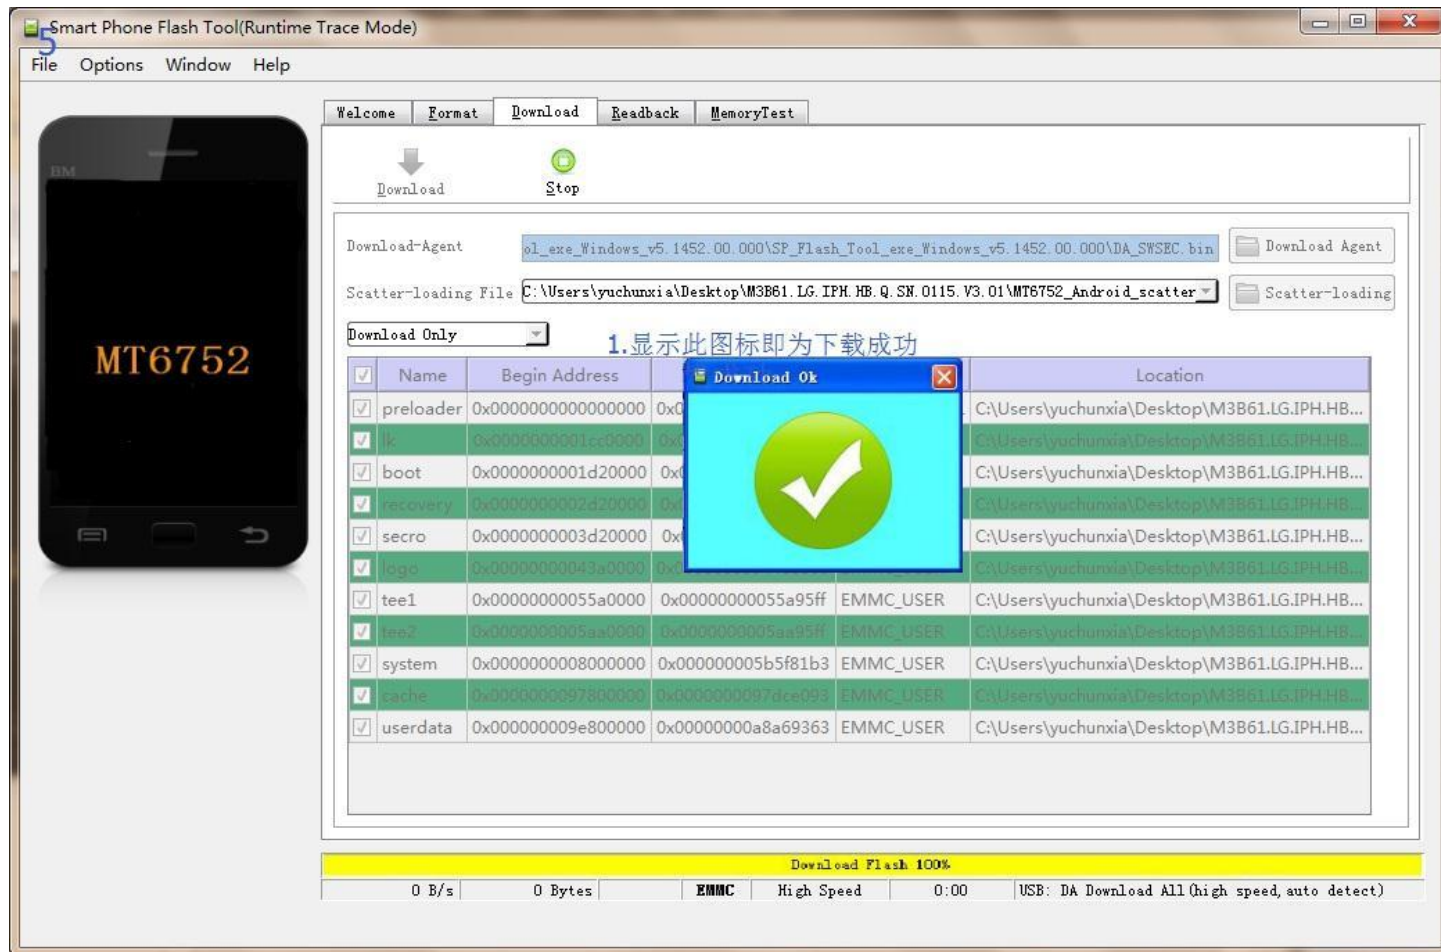 Smart Phone Flash Tool(Runtime Trace Mode)
5
File Options Window Help
Welcome Format Download Readback MemoryTest
BM
Download Stop
Download-Agent ol_exe_Windows_v5.1452.00.000\SP_Flash_Tool_exe_Windows_v5.1452.00.000\DA_SWSEC.bin Download Agent
Scatter-loading File C:\Users\yuchunxia\Desktop\M3B61.LG.IPH.HB.Q.SN.0115.V3.01\MT6752_Android_scatter Scatter-loading
Download Only
1.显示此图标即为下载成功
MT6752
Name Begin Address Location
Download Ok
preloader 0x0000000000000000 0x0 C:\Users\yuchunxia\Desktop\M3B61.LG.IPH.HB...
lk 0x0000000001cc0000 0x0 C:\Users\yuchunxia\Desktop\M3B61.LG.IPH.HB...
boot 0x0000000001d20000 0x0 C:\Users\yuchunxia\Desktop\M3B61.LG.IPH.HB...
recovery 0x0000000002d20000 0x0 C:\Users\yuchunxia\Desktop\M3B61.LG.IPH.HB...
secro 0x0000000003d20000 0x C:\Users\yuchunxia\Desktop\M3B61.LG.IPH.HB...
logo 0x00000000043a0000 0x0 C:\Users\yuchunxia\Desktop\M3B61.LG.IPH.HB...
tee1 0x00000000055a0000 0x00000000055a95ff EMMC_USER C:\Users\yuchunxia\Desktop\M3B61.LG.IPH.HB...
tee2 0x0000000005aa0000 0x0000000005aa95ff EMMC_USER C:\Users\yuchunxia\Desktop\M3B61.LG.IPH.HB...
system 0x0000000008000000 0x000000005b5f81b3 EMMC_USER C:\Users\yuchunxia\Desktop\M3B61.LG.IPH.HB...
cache 0x0000000097800000 0x0000000097dce093 EMMC_USER C:\Users\yuchunxia\Desktop\M3B61.LG.IPH.HB...
userdata 0x000000009e800000 0x00000000a8a69363 EMMC_USER C:\Users\yuchunxia\Desktop\M3B61.LG.IPH.HB...
Download Flash 100%
0 B/s 0 Bytes EMMC High Speed 0:00 USB: DA Download All(high speed,auto detect)